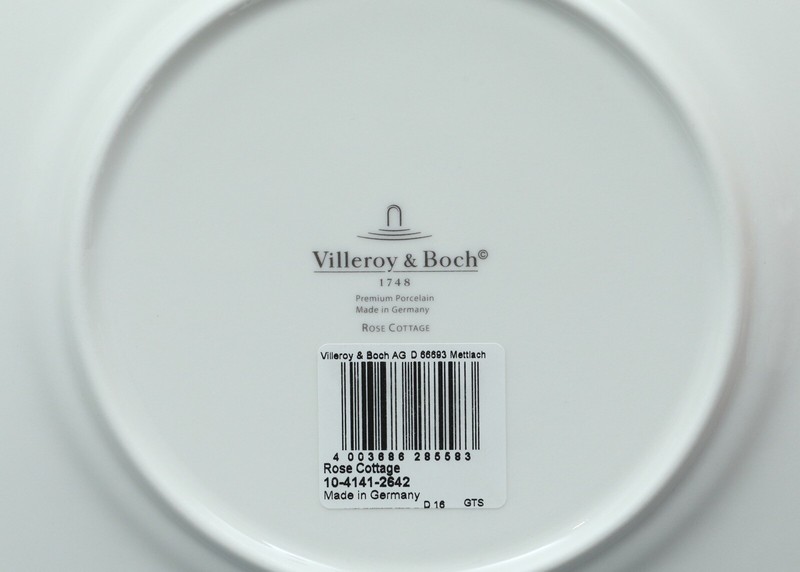 Villeroy & Boch©
1748
Premium Porcelain
Made in Germany
ROSE COTTAGE
Villeroy & Boch AG D 66693 Mettlach
4 003686 285583
Rose Cottage
10-4141-2642
Made in Germany
D 16 GTS